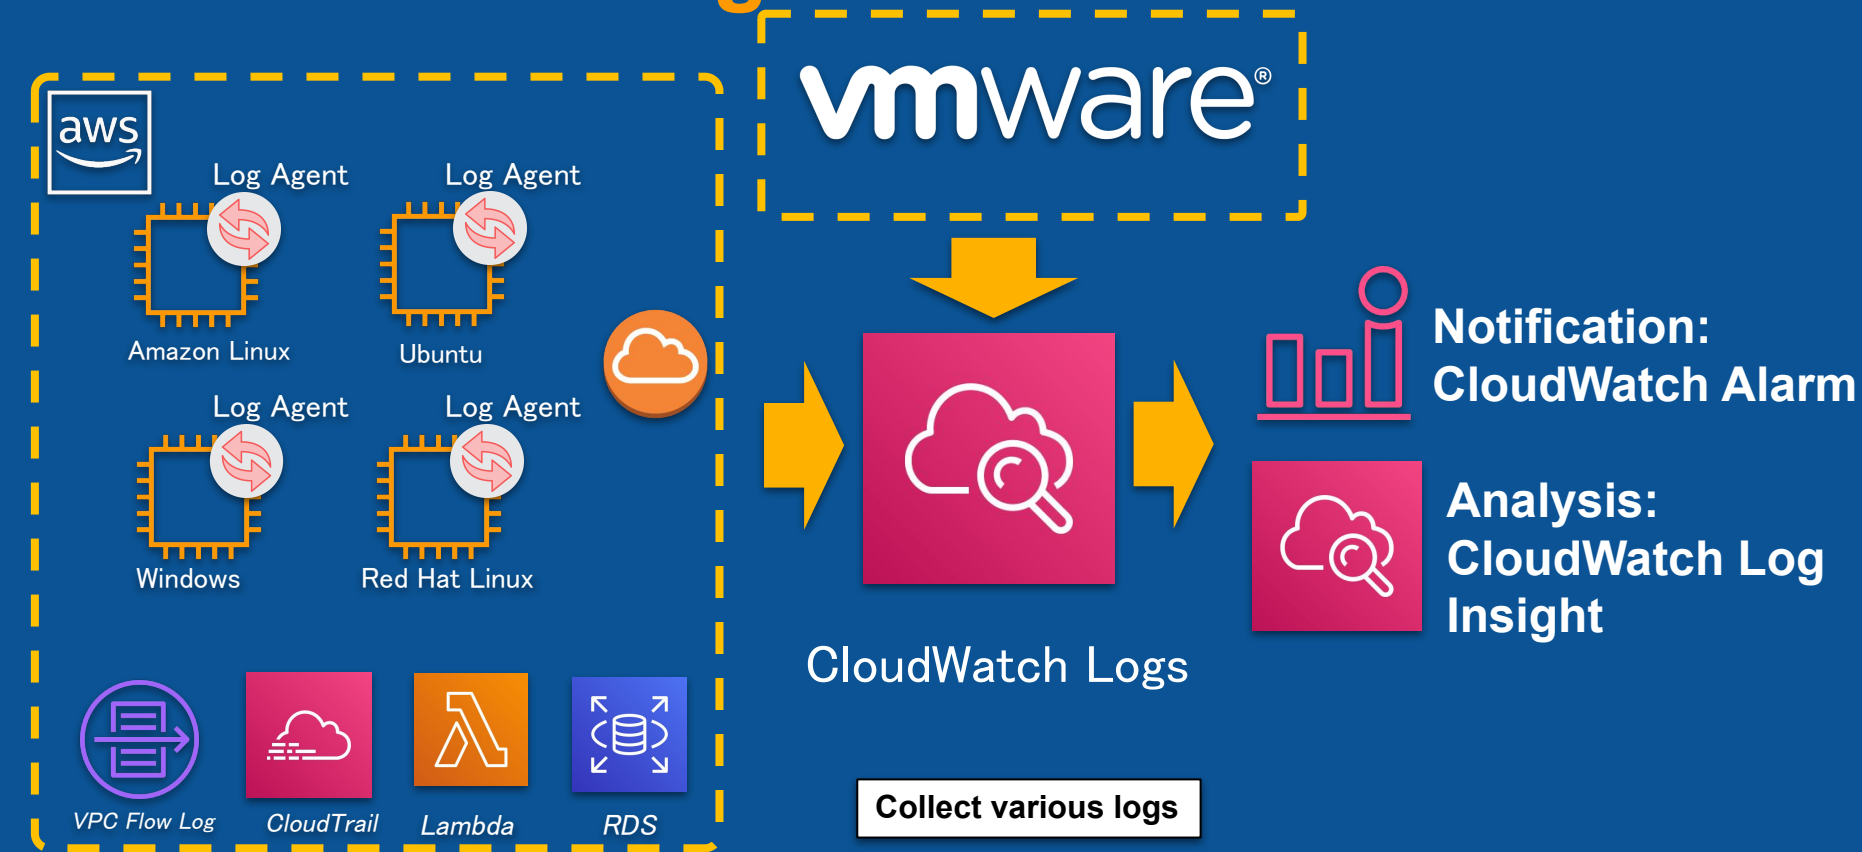 vmware®
aws
Log Agent
Log Agent
Amazon Linux
Ubuntu
Log Agent
Log Agent
Windows
Red Hat Linux
VPC Flow Log
CloudTrail
Lambda
RDS
CloudWatch Logs
Collect various logs
Notification:
CloudWatch Alarm
Analysis:
CloudWatch Log
Insight